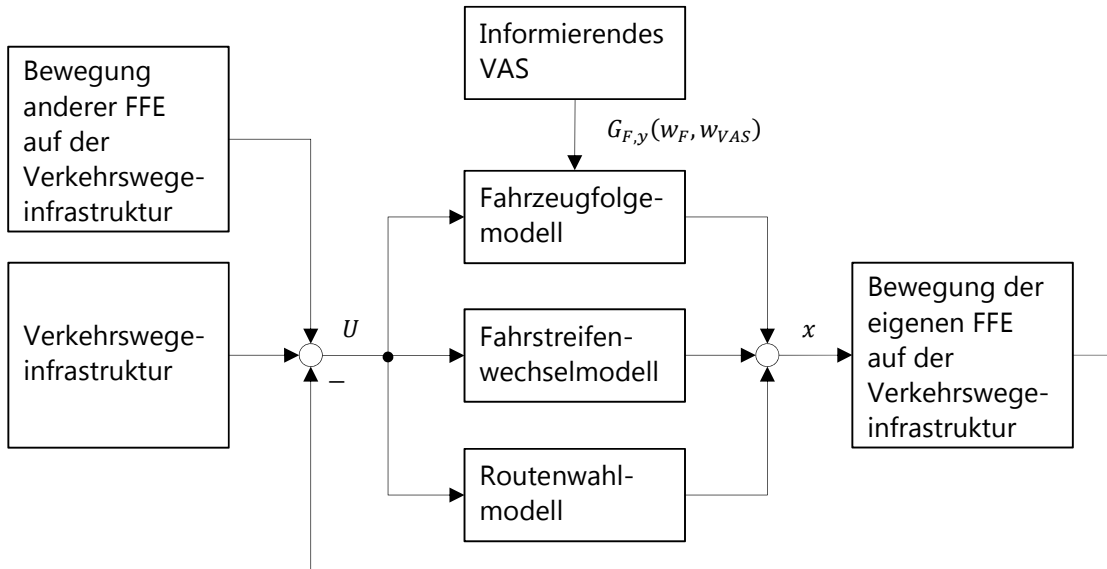 Informierendes
VAS
Bewegung
anderer FFE
auf der
Verkehrswege-
infrastruktur
G_{F,y}(w_F, w_{VAS})
Fahrzeugfolge-
modell
Verkehrswege-
infrastruktur
U
−
Fahrstreifen-
wechselmodell
x
Bewegung der
eigenen FFE
auf der
Verkehrswege-
infrastruktur
Routenwahl-
modell